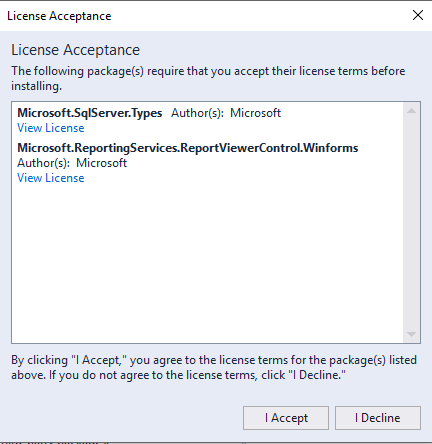 License Acceptance
License Acceptance
The following package(s) require that you accept their license terms before
installing.
Microsoft.SqlServer.Types Author(s): Microsoft
View License
Microsoft.ReportingServices.ReportViewerControl.Winforms
Author(s): Microsoft
View License
By clicking "I Accept," you agree to the license terms for the package(s) listed
above. If you do not agree to the license terms, click "I Decline."
I Accept I Decline